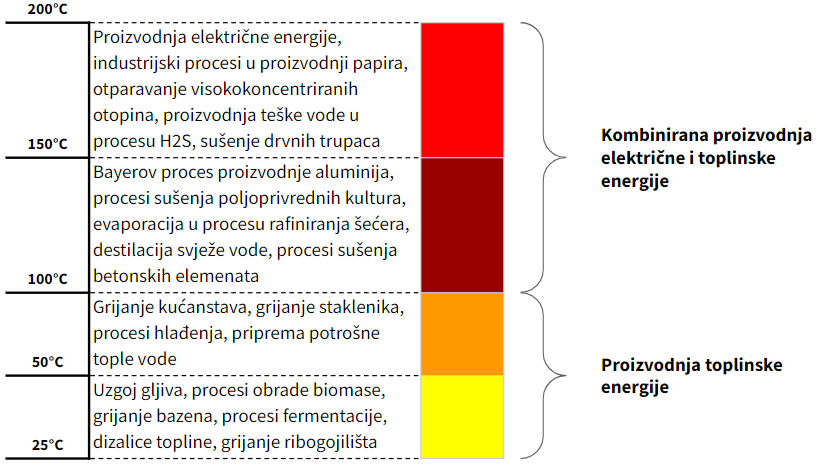 200°C
Proizvodnja električne energije,
industrijski procesi u proizvodnji papira,
otparavanje visokokoncentriranih
otopina, proizvodnja teške vode u
procesu H2S, sušenje drvnih trupaca
150°C
Bayerov proces proizvodnje aluminija,
procesi sušenja poljoprivrednih kultura,
evaporacija u procesu rafiniranja šećera,
destilacija svježe vode, procesi sušenja
betonskih elemenata
100°C
Kombinirana proizvodnja
električne i toplinske
energije
Grijanje kućanstava, grijanje staklenika,
procesi hlađenja, priprema potrošne
tople vode
50°C
Uzgoj gljiva, procesi obrade biomase,
grijanje bazena, procesi fermentacije,
dizalice topline, grijanje ribogojilišta
25°C
Proizvodnja toplinske
energije